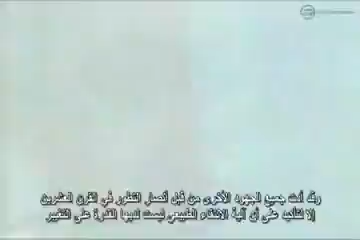 وقد أدت جميع الجهود الأخرى من قبل أنصار التطور في القرن العشرين
إلا لتأكيد على أن آلية الانتقاء الطبيعي ليست لديها القدرة على التغيير